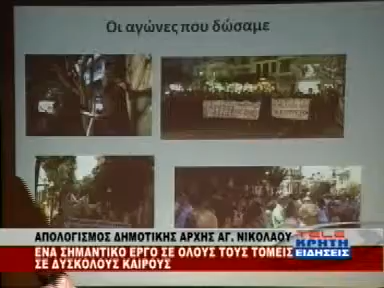 Οι αγώνες που δώσαμε
ΑΠΟΛΟΓΙΣΜΟΣ ΔΗΜΟΤΙΚΗΣ ΑΡΧΗΣ ΑΓ. ΝΙΚΟΛΑΟΥ
ΕΝΑ ΣΗΜΑΝΤΙΚΟ ΕΡΓΟ ΣΕ ΟΛΟΥΣ ΤΟΥΣ ΤΟΜΕΙΣ
ΣΕ ΔΥΣΚΟΛΟΥΣ ΚΑΙΡΟΥΣ
ΤΕLΕ
ΚΡΗΤΗ
ΕΙΔΗΣΕΙΣ